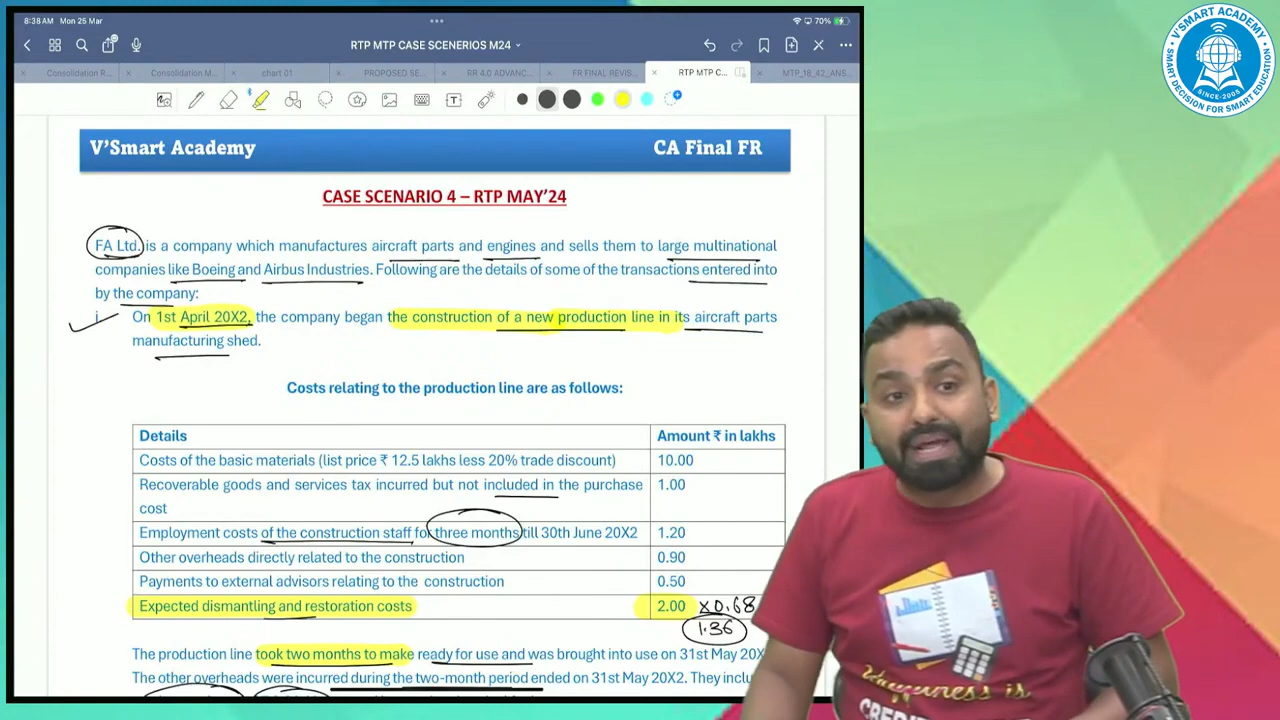 8:38 AM Mon 25 Mar
70%
RTP MTP CASE SCENERIOS M24
Consolidation R...
Consolidation M...
chart 01
PROPOSED SE...
RR 4.0 ADVANC...
FR FINAL REVIS...
RTP MTP C...
MTP_18_42_ANS...
V'Smart Academy
CA Final FR
CASE SCENARIO 4 – RTP MAY'24
FA Ltd. is a company which manufactures aircraft parts and engines and sells them to large multinational
companies like Boeing and Airbus Industries. Following are the details of some of the transactions entered into
by the company:
i. On 1st April 20X2, the company began the construction of a new production line in its aircraft parts
manufacturing shed.
Costs relating to the production line are as follows:
Details Amount ₹ in lakhs
Costs of the basic materials (list price ₹ 12.5 lakhs less 20% trade discount) 10.00
Recoverable goods and services tax incurred but not included in the purchase 1.00
cost
Employment costs of the construction staff for three months till 30th June 20X2 1.20
Other overheads directly related to the construction 0.90
Payments to external advisors relating to the construction 0.50
Expected dismantling and restoration costs 2.00 x0.68
1.36
The production line took two months to make ready for use and was brought into use on 31st May 20X
The other overheads were incurred during the two-month period ended on 31st May 20X2. They inclu
V'SMART ACADEMY
SINCE-2005
SMART DECISION FOR SMART EDUCATION
Happiness is
CREDIT